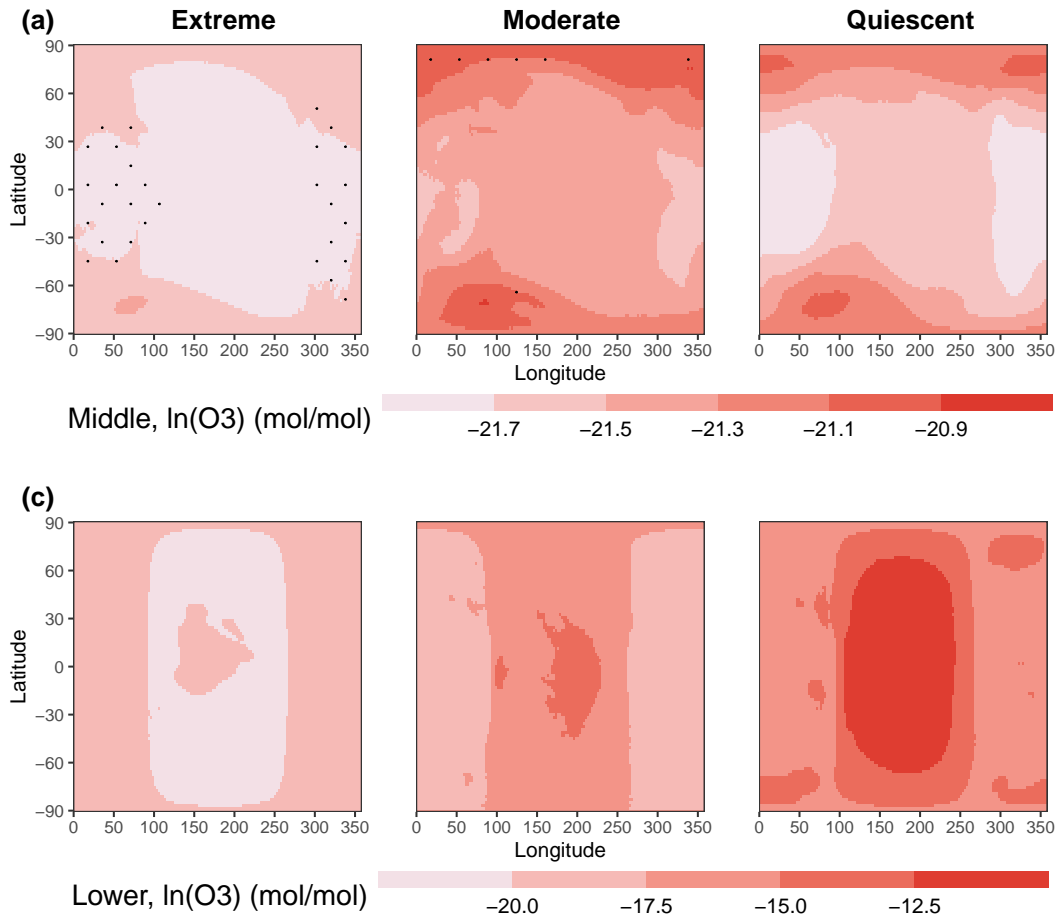 (a) Extreme Moderate Quiescent
90
60
30
0
−30
−60
−90
Latitude
0 50 100 150 200 250 300 350
0 50 100 150 200 250 300 350
0 50 100 150 200 250 300 350
Longitude
Middle, ln(O3) (mol/mol)
−21.7 −21.5 −21.3 −21.1 −20.9
(c)
90
60
30
0
−30
−60
−90
Latitude
0 50 100 150 200 250 300 350
0 50 100 150 200 250 300 350
0 50 100 150 200 250 300 350
Longitude
Lower, ln(O3) (mol/mol)
−20.0 −17.5 −15.0 −12.5